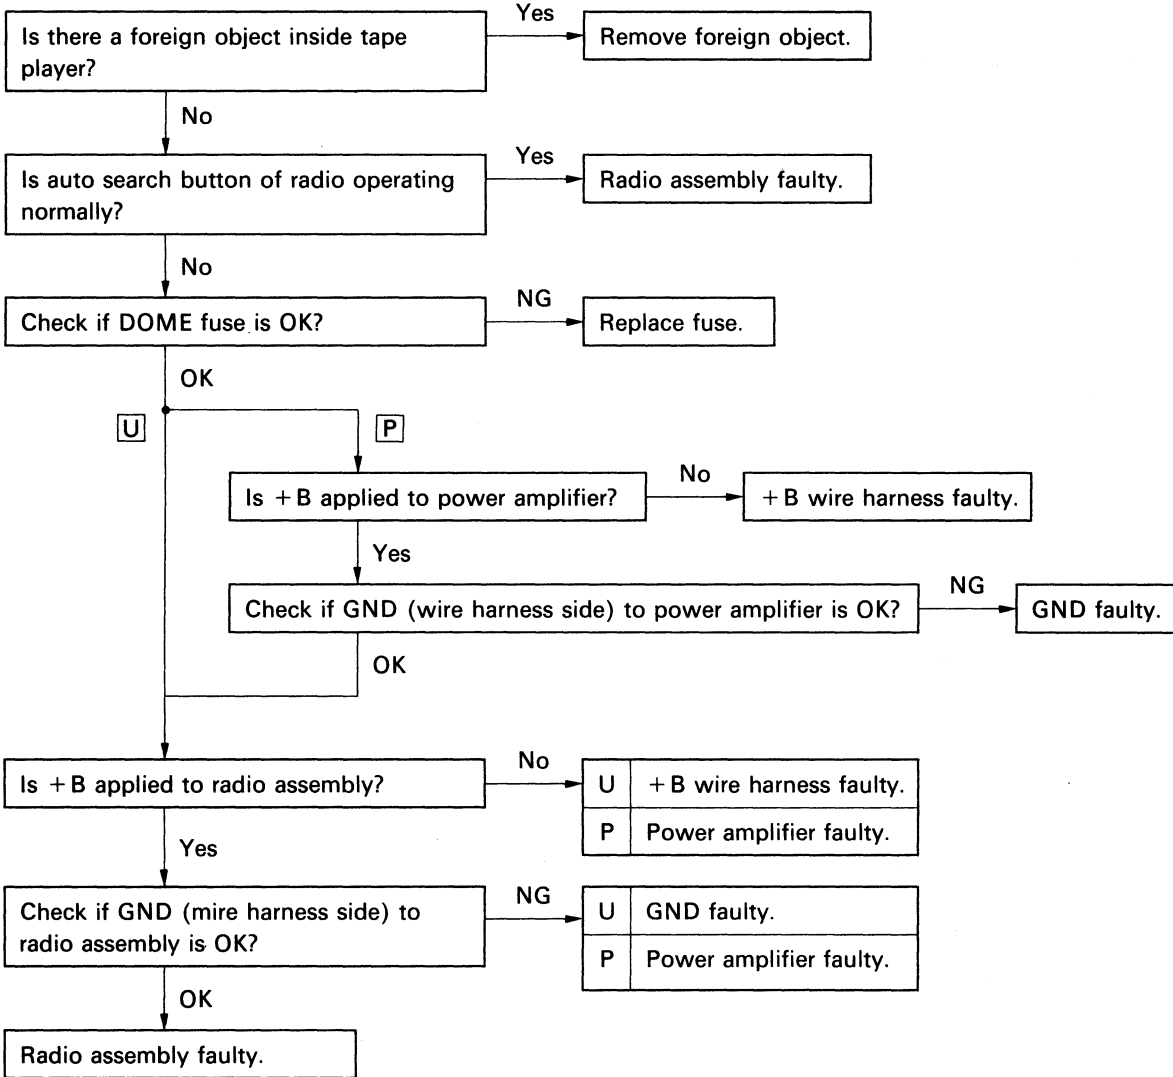 Is there a foreign object inside tape
player?
Yes
Remove foreign object.
No
Is auto search button of radio operating
normally?
Yes
Radio assembly faulty.
No
Check if DOME fuse is OK?
NG
Replace fuse.
OK
U
P
Is +B applied to power amplifier?
No
+B wire harness faulty.
Yes
Check if GND (wire harness side) to power amplifier is OK?
NG
GND faulty.
OK
Is +B applied to radio assembly?
No
U +B wire harness faulty.
P Power amplifier faulty.
Yes
Check if GND (mire harness side) to
radio assembly is OK?
NG
U GND faulty.
P Power amplifier faulty.
OK
Radio assembly faulty.